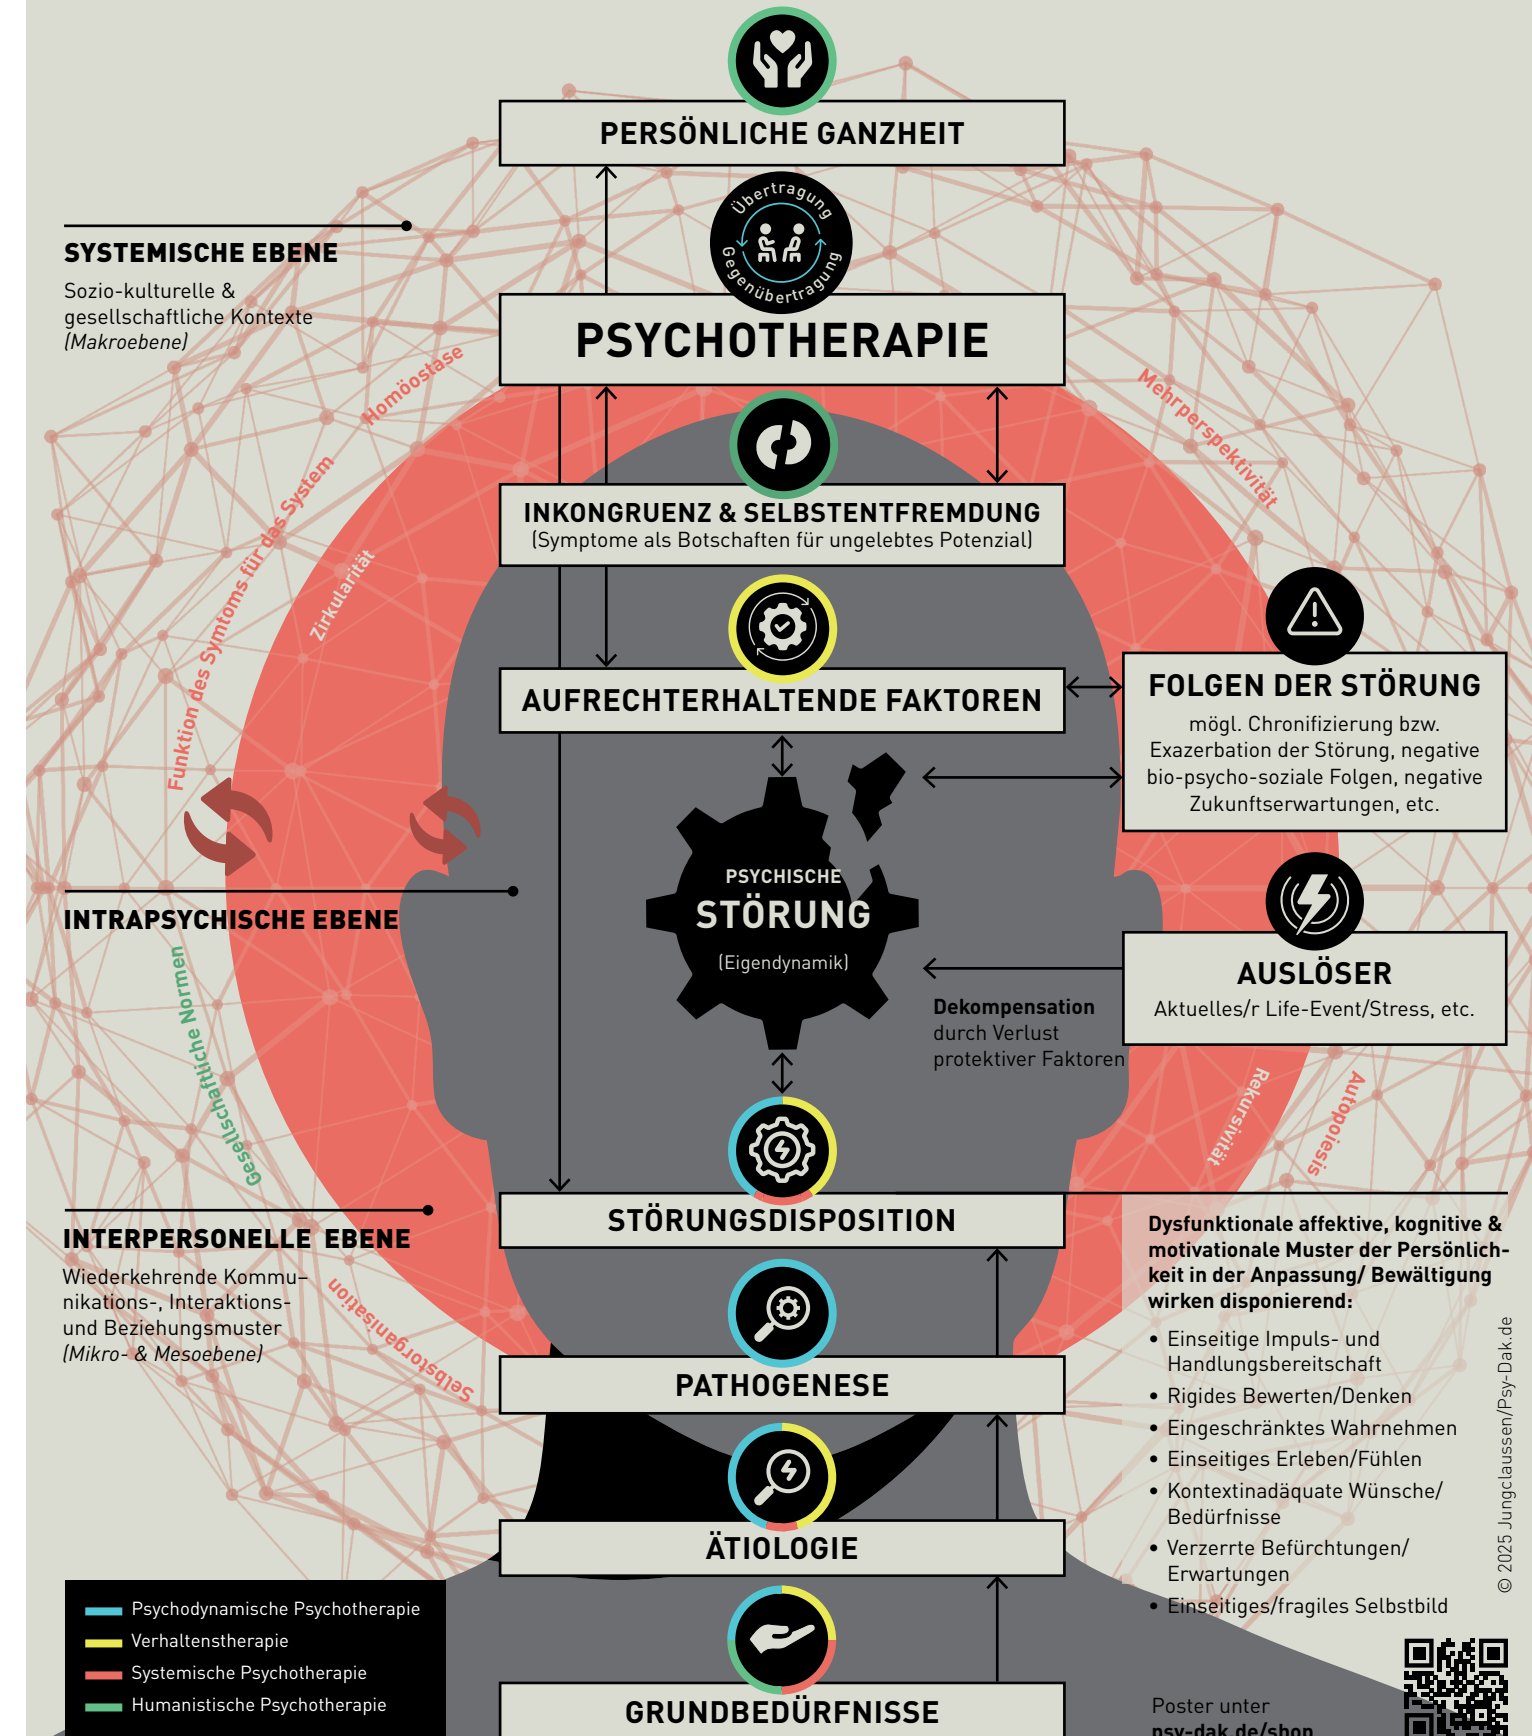 PERSÖNLICHE GANZHEIT
Übertragung
Gegenübertragung
PSYCHOTHERAPIE
SYSTEMISCHE EBENE
Sozio-kulturelle &
gesellschaftliche Kontexte
(Makroebene)
Homöostase
Funktion des Symtoms für das System
Zirkularität
Mehrperspektivität
INKONGRUENZ & SELBSTENTFREMDUNG
(Symptome als Botschaften für ungelebtes Potenzial)
AUFRECHTERHALTENDE FAKTOREN
FOLGEN DER STÖRUNG
mögl. Chronifizierung bzw.
Exazerbation der Störung, negative
bio-psycho-soziale Folgen, negative
Zukunftserwartungen, etc.
PSYCHISCHE
STÖRUNG
(Eigendynamik)
INTRAPSYCHISCHE EBENE
AUSLÖSER
Aktuelles/r Life-Event/Stress, etc.
Dekompensation
durch Verlust
protektiver Faktoren
Gesellschaftliche Normen
Rekursivität
Autopoiesis
INTERPERSONELLE EBENE
Wiederkehrende Kommu–
nikations-, Interaktions-
und Beziehungsmuster
(Mikro- & Mesoebene)
Selbstorganisation
STÖRUNGSDISPOSITION
Dysfunktionale affektive, kognitive &
motivationale Muster der Persönlich-
keit in der Anpassung/ Bewältigung
wirken disponierend:
• Einseitige Impuls- und
Handlungsbereitschaft
• Rigides Bewerten/Denken
• Eingeschränktes Wahrnehmen
• Einseitiges Erleben/Fühlen
• Kontextinadäquate Wünsche/
Bedürfnisse
• Verzerrte Befürchtungen/
Erwartungen
• Einseitiges/fragiles Selbstbild
© 2025 Jungclaussen/Psy-Dak.de
PATHOGENESE
ÄTIOLOGIE
GRUNDBEDÜRFNISSE
Psychodynamische Psychotherapie
Verhaltenstherapie
Systemische Psychotherapie
Humanistische Psychotherapie
Poster unter
psy-dak.de/shop